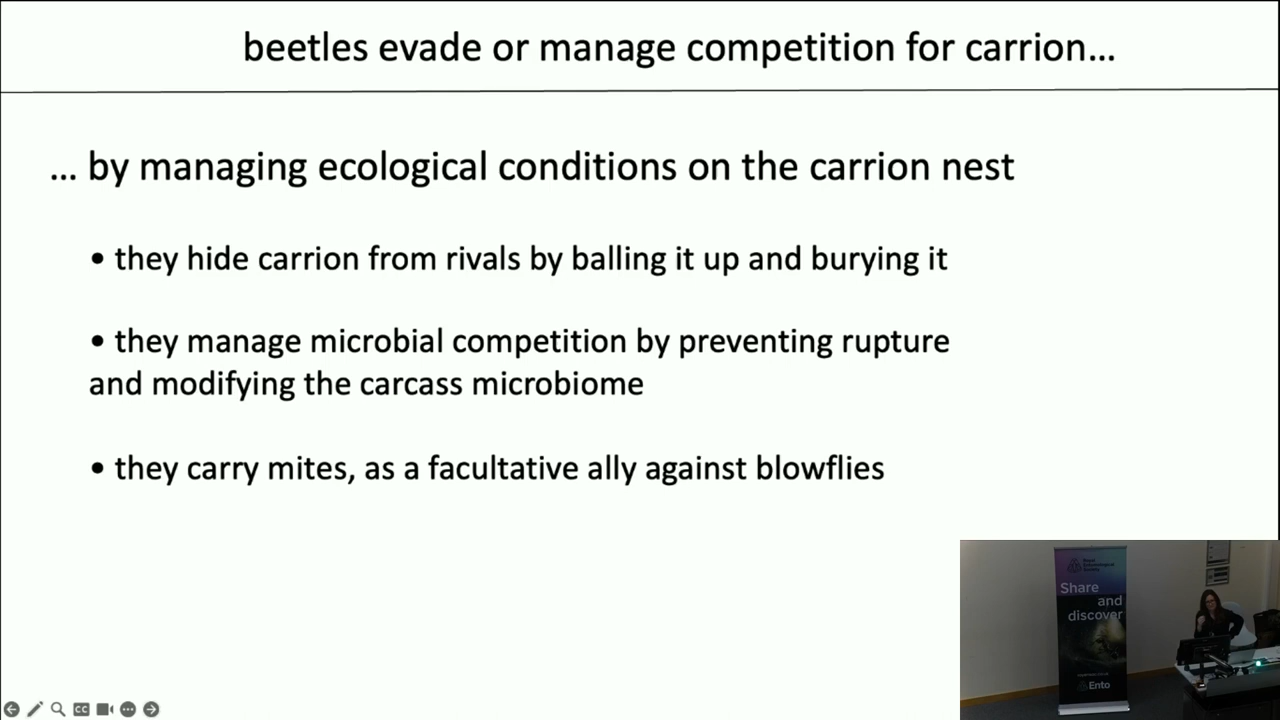 beetles evade or manage competition for carrion…
… by managing ecological conditions on the carrion nest
• they hide carrion from rivals by balling it up and burying it
• they manage microbial competition by preventing rupture
and modifying the carcass microbiome
• they carry mites, as a facultative ally against blowflies
Share
and
discover
Ento
CC